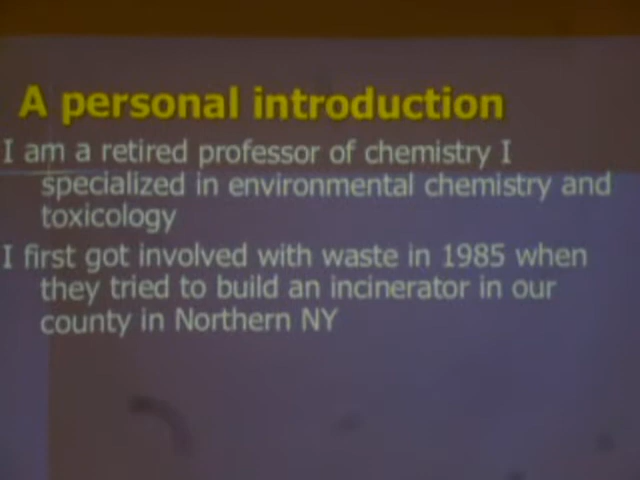 A personal introduction
I am a retired professor of chemistry I
specialized in environmental chemistry and
toxicology
I first got involved with waste in 1985 when
they tried to build an incinerator in our
county in Northern NY